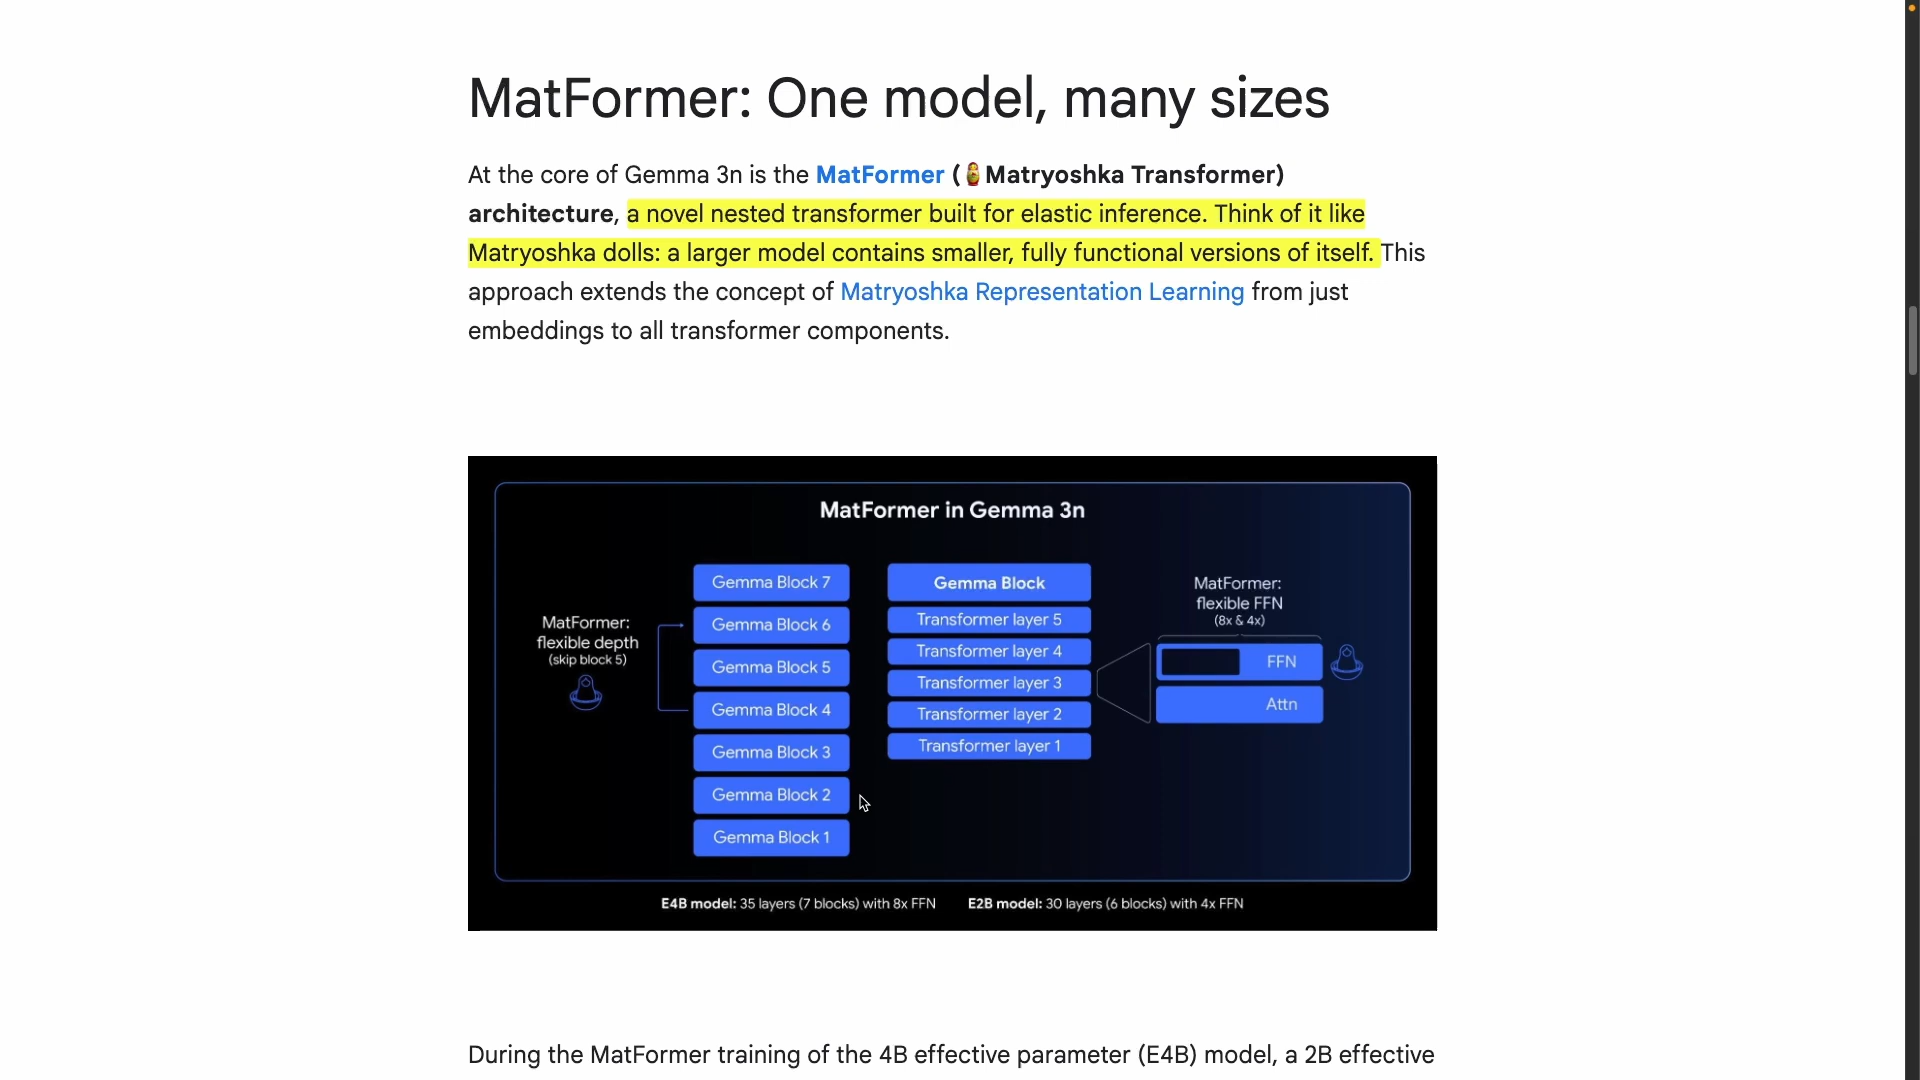 MatFormer: One model, many sizes
At the core of Gemma 3n is the MatFormer (🪆Matryoshka Transformer)
architecture, a novel nested transformer built for elastic inference. Think of it like
Matryoshka dolls: a larger model contains smaller, fully functional versions of itself. This
approach extends the concept of Matryoshka Representation Learning from just
embeddings to all transformer components.
MatFormer in Gemma 3n
MatFormer:
flexible depth
(skip block 5)
Gemma Block 7
Gemma Block 6
Gemma Block 5
Gemma Block 4
Gemma Block 3
Gemma Block 2
Gemma Block 1
Gemma Block
Transformer layer 5
Transformer layer 4
Transformer layer 3
Transformer layer 2
Transformer layer 1
MatFormer:
flexible FFN
(8x & 4x)
FFN
Attn
E4B model: 35 layers (7 blocks) with 8x FFN
E2B model: 30 layers (6 blocks) with 4x FFN
During the MatFormer training of the 4B effective parameter (E4B) model, a 2B effective